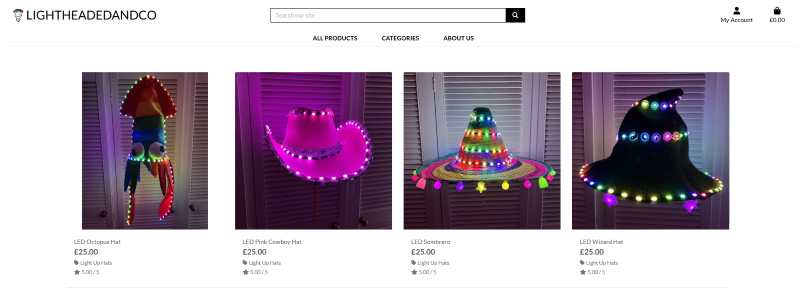 LIGHTHEADEDANDCO
Search our site
My Account
£0.00
ALL PRODUCTS CATEGORIES ABOUT US
LED Octopus Hat
£25.00
Light Up Hats
5.00 / 5
LED Pink Cowboy Hat
£25.00
Light Up Hats
5.00 / 5
LED Sombrero
£25.00
Light Up Hats
5.00 / 5
LED Wizard Hat
£25.00
Light Up Hats
5.00 / 5